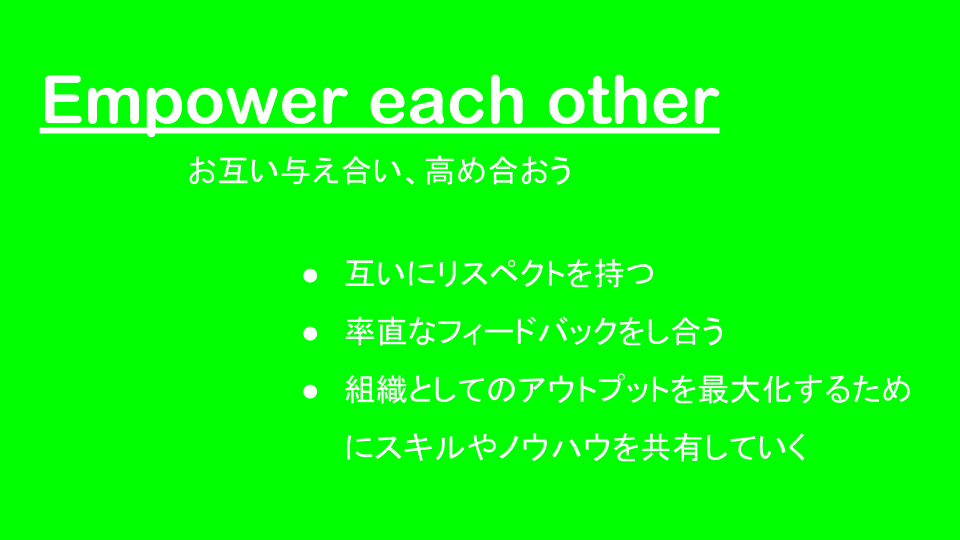 Empower each other
お互い与え合い、高め合おう
● 互いにリスペクトを持つ
● 率直なフィードバックをし合う
● 組織としてのアウトプットを最大化するため
にスキルやノウハウを共有していく